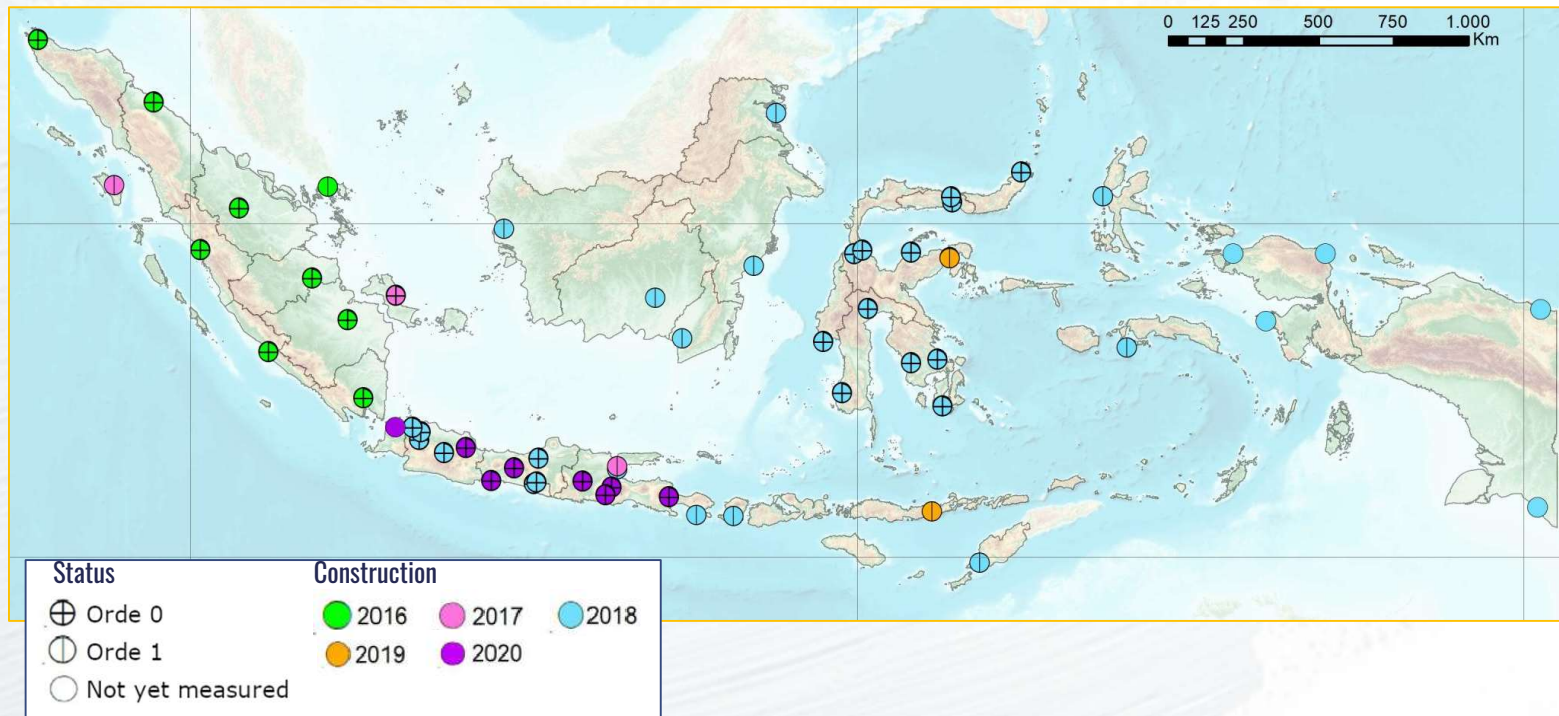 0 125 250 500 750 1.000
Km
Status
Orde 0
Orde 1
Not yet measured
Construction
2016 2017 2018
2019 2020